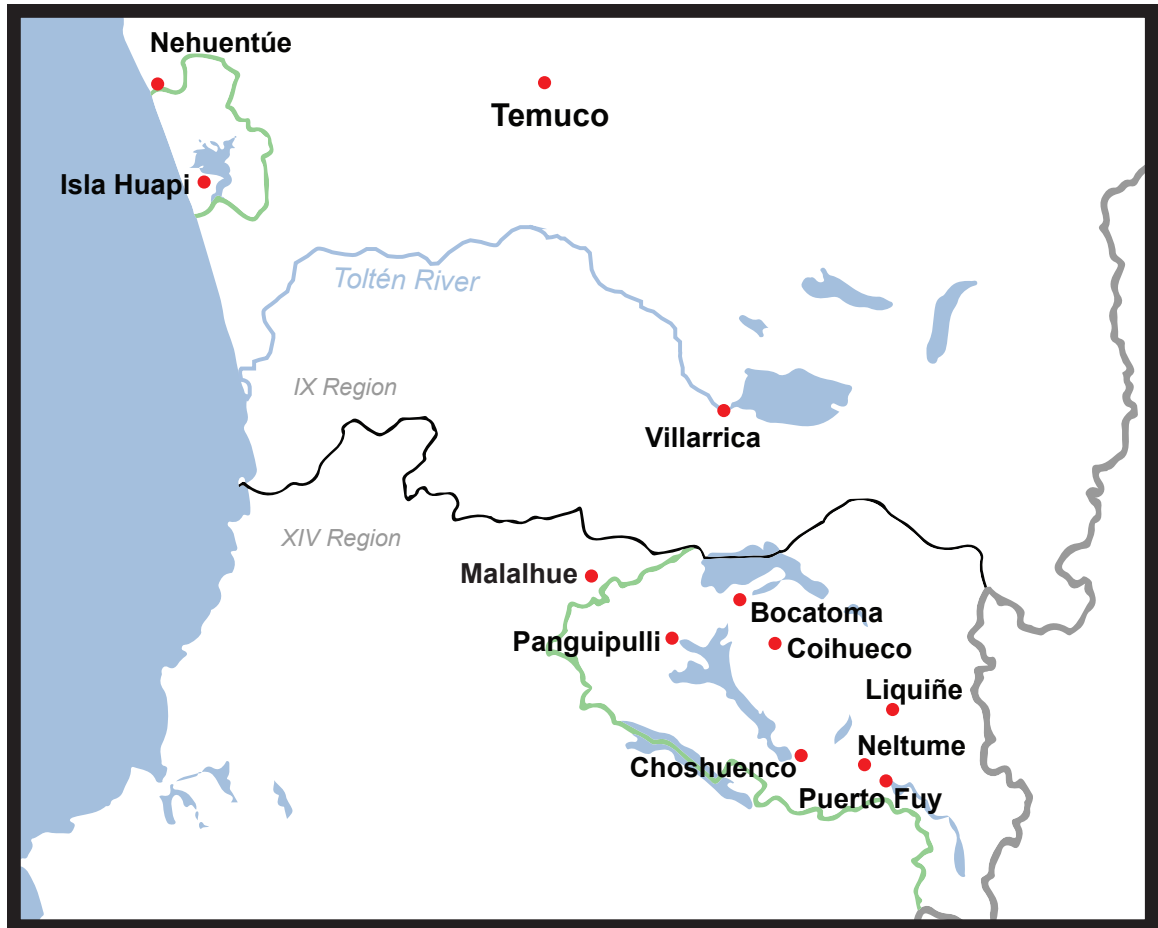 Nehuentúe
Temuco
Isla Huapi
Toltén River
IX Region
Villarrica
XIV Region
Malalhue
Bocatoma
Panguipulli
Coihueco
Liquiñe
Neltume
Choshuenco
Puerto Fuy